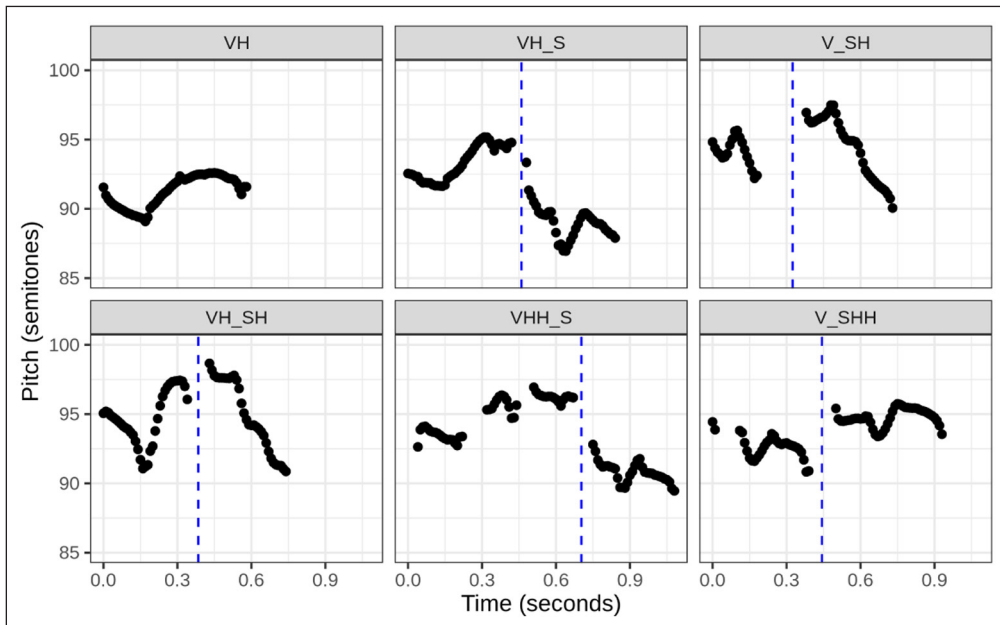 VH VH_S V_SH
100
95
90
85
VH_SH VHH_S V_SHH
100
95
90
85
0.0 0.3 0.6 0.9 0.0 0.3 0.6 0.9 0.0 0.3 0.6 0.9
Time (seconds)
Pitch (semitones)